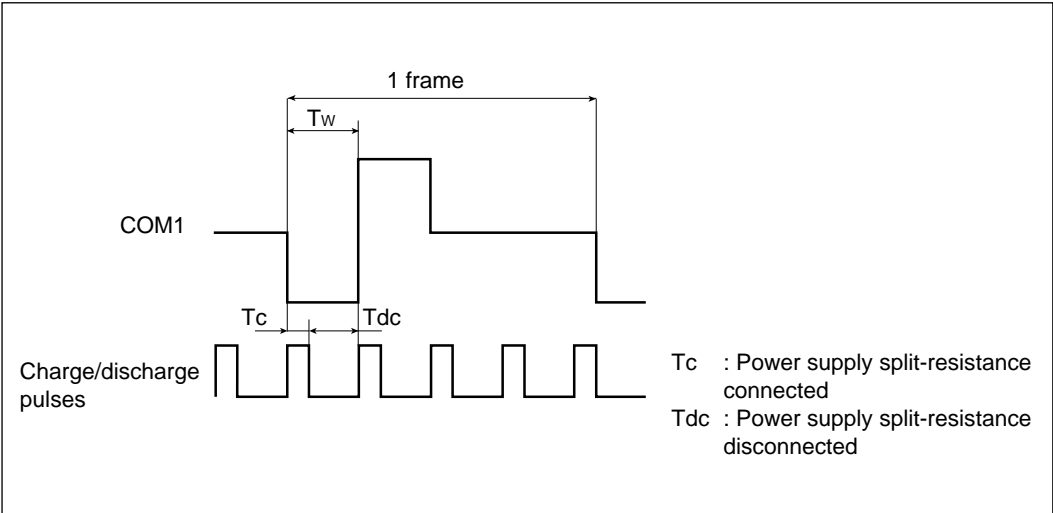 1 frame
Tw
COM1
Tc
Tdc
Charge/discharge
pulses
Tc : Power supply split-resistance
connected
Tdc : Power supply split-resistance
disconnected